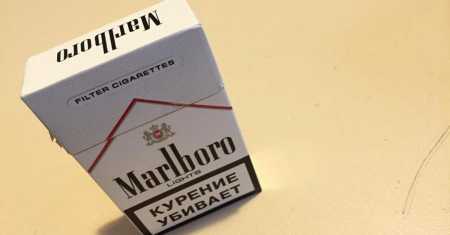 Marlboro
FILTER CIGARETTES
Marlboro
LIGHTS
КУРЕНИЕ
УБИВАЕТ